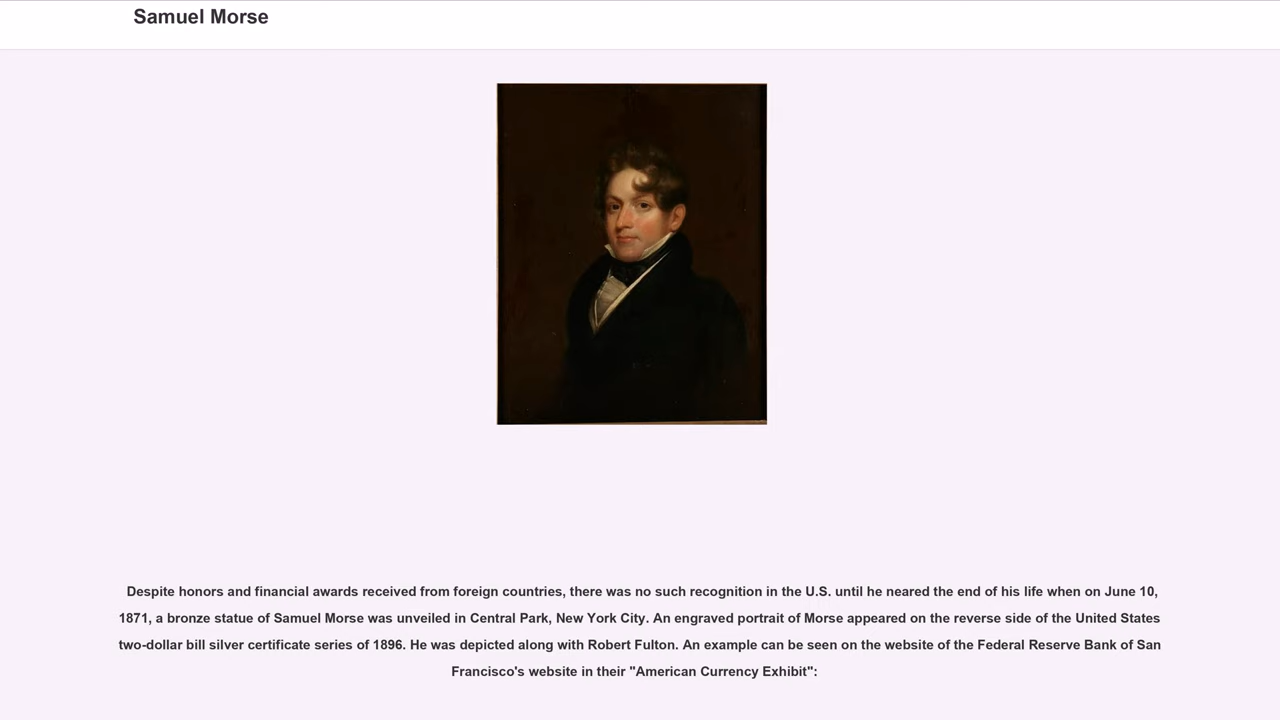 Samuel Morse
Despite honors and financial awards received from foreign countries, there was no such recognition in the U.S. until he neared the end of his life when on June 10,
1871, a bronze statue of Samuel Morse was unveiled in Central Park, New York City. An engraved portrait of Morse appeared on the reverse side of the United States
two-dollar bill silver certificate series of 1896. He was depicted along with Robert Fulton. An example can be seen on the website of the Federal Reserve Bank of San
Francisco's website in their "American Currency Exhibit":